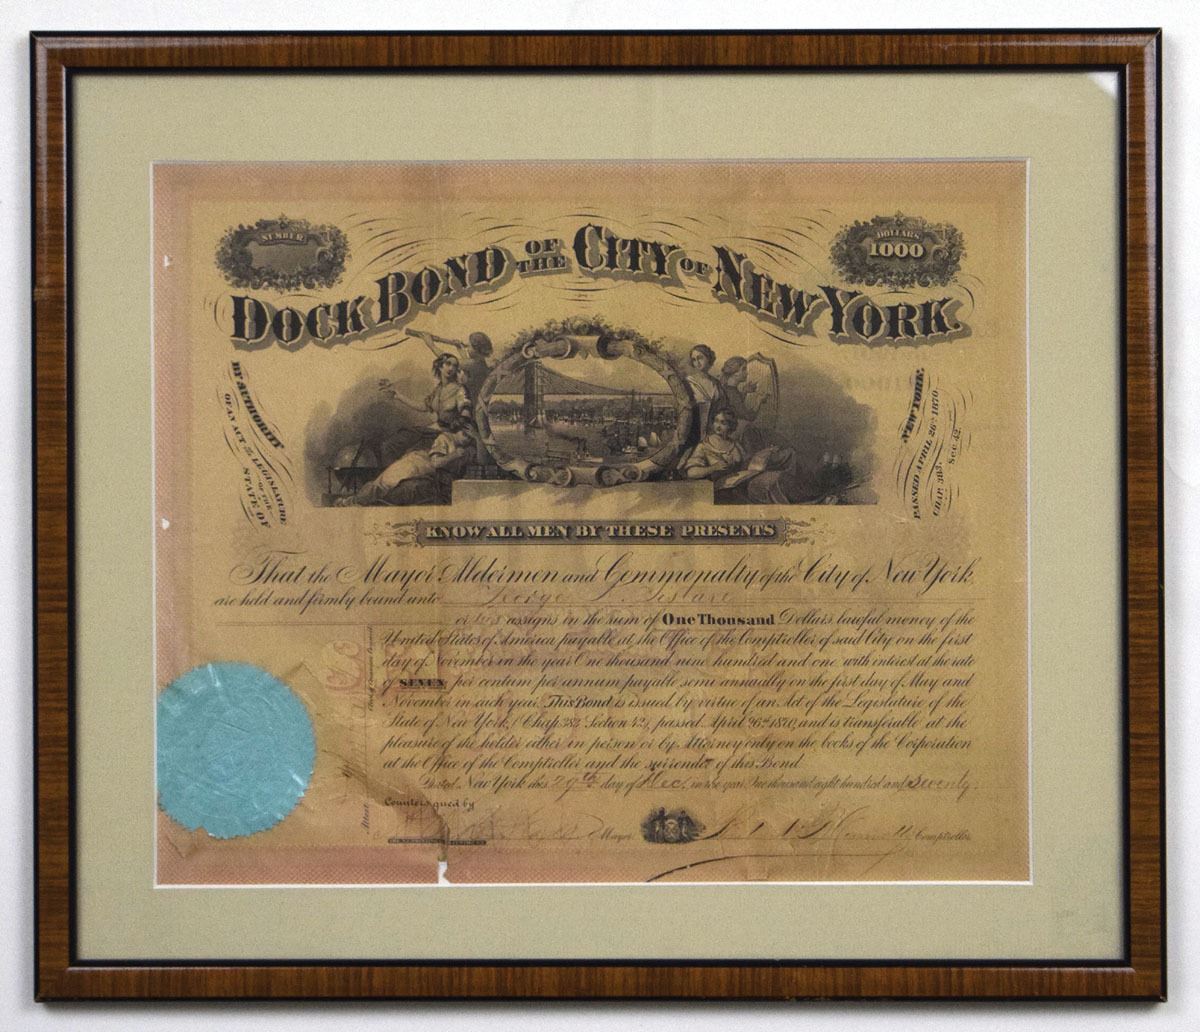 NUMBER
DOLLARS
1000
DOCK BOND OF THE CITY OF NEW YORK.
BY AUTHORITY
OF AN ACT OF THE LEGISLATURE
OF THE
STATE OF
NEW YORK.
PASSED APRIL 26th 1870.
CHAP. 383, Sec. 42.
KNOW ALL MEN BY THESE PRESENTS
That the Mayor Aldermen and Commonalty of the City of New York
are held and firmly bound unto George
or his assigns in the sum of One Thousand Dollars lawful money of the
United States of America payable at the Office of the Comptroller of said City on the first
day of November in the year One thousand nine hundred and one with interest at the rate
of SEVEN per centum per annum payable semi annually on the first day of May and
November in each year. This Bond is issued by virtue of an Act of the Legislature of the
State of New York, (Chap. 383 Section 42), passed April 26th 1870, and is transferable at the
pleasure of the holder either in person or by Attorney only on the books of the Corporation
at the Office of the Comptroller and the surrender of this Bond.
Dated New York this 29th day of Dec. in the year One thousand eight hundred and Seventy.
Countersigned by
Mayor
Comptroller